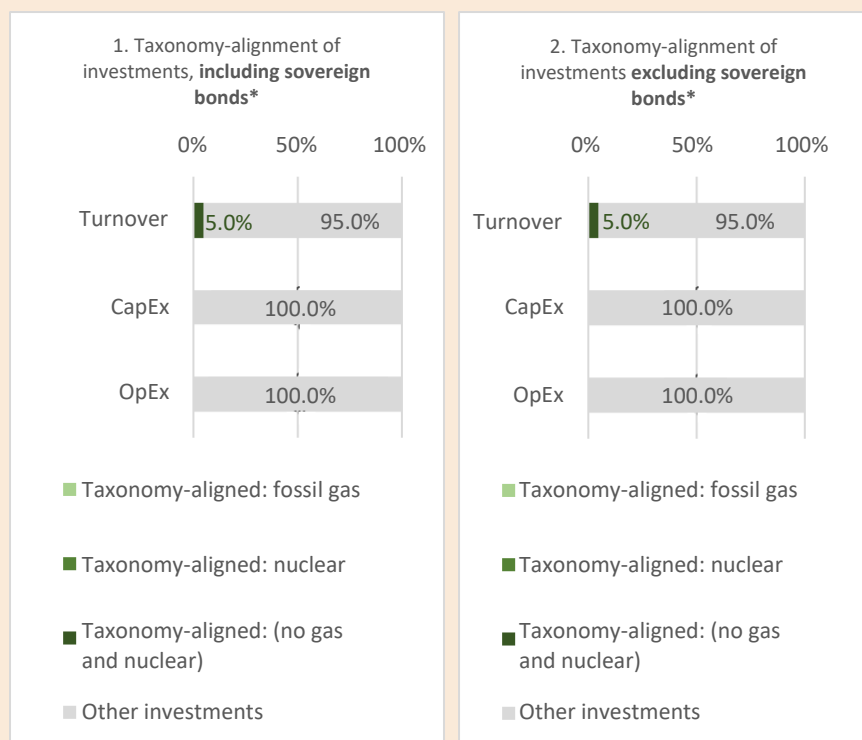 1. Taxonomy-alignment of
investments, including sovereign
bonds*
0% 50% 100%
Turnover 5.0% 95.0%
CapEx 100.0%
OpEx 100.0%
Taxonomy-aligned: fossil gas
Taxonomy-aligned: nuclear
Taxonomy-aligned: (no gas
and nuclear)
Other investments
2. Taxonomy-alignment of
investments excluding sovereign
bonds*
0% 50% 100%
Turnover 5.0% 95.0%
CapEx 100.0%
OpEx 100.0%
Taxonomy-aligned: fossil gas
Taxonomy-aligned: nuclear
Taxonomy-aligned: (no gas
and nuclear)
Other investments